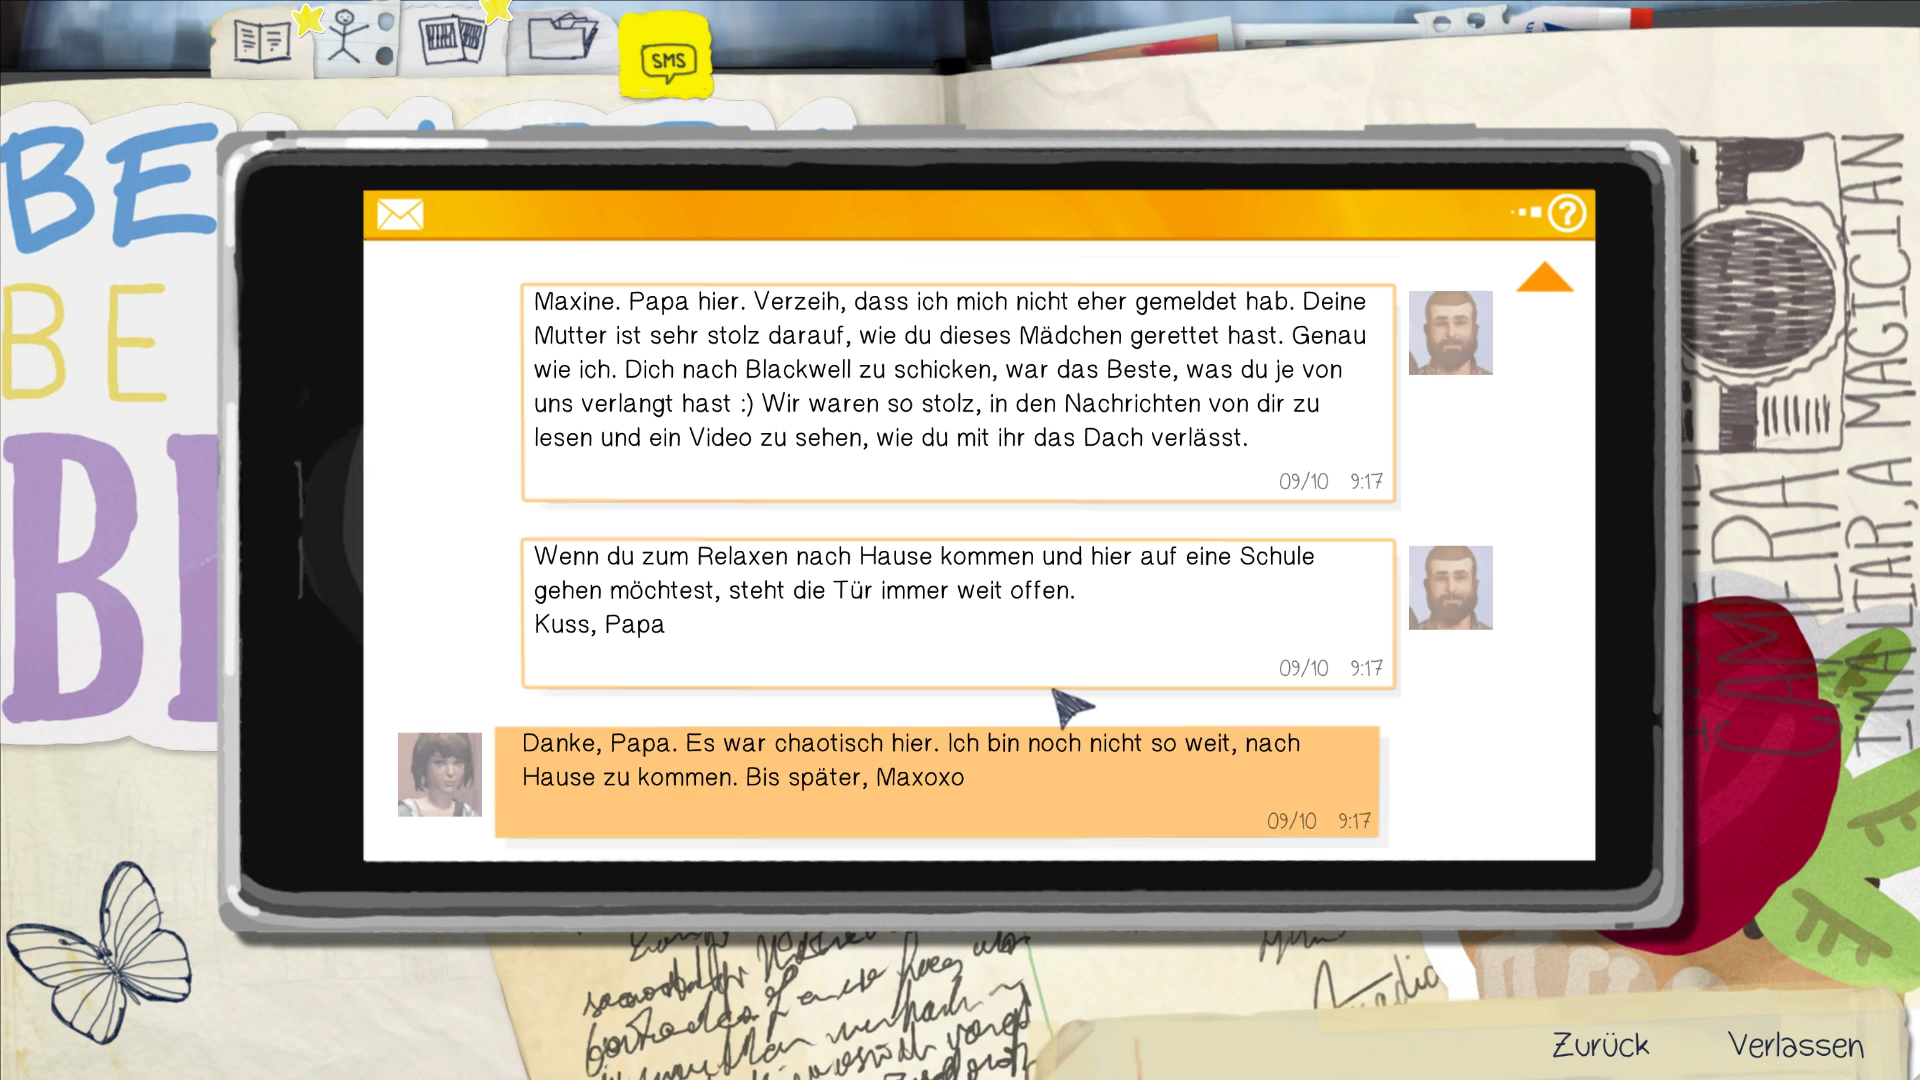 SMS
BE
BE
Maxine. Papa hier. Verzeih, dass ich mich nicht eher gemeldet hab. Deine
Mutter ist sehr stolz darauf, wie du dieses Mädchen gerettet hast. Genau
wie ich. Dich nach Blackwell zu schicken, war das Beste, was du je von
uns verlangt hast :) Wir waren so stolz, in den Nachrichten von dir zu
lesen und ein Video zu sehen, wie du mit ihr das Dach verlässt.
09/10 9:17
Wenn du zum Relaxen nach Hause kommen und hier auf eine Schule
gehen möchtest, steht die Tür immer weit offen.
Kuss, Papa
09/10 9:17
Danke, Papa. Es war chaotisch hier. Ich bin noch nicht so weit, nach
Hause zu kommen. Bis später, Maxoxo
09/10 9:17
CAMERA
LIAR, A MAGICIAN
Zurück
Verlassen